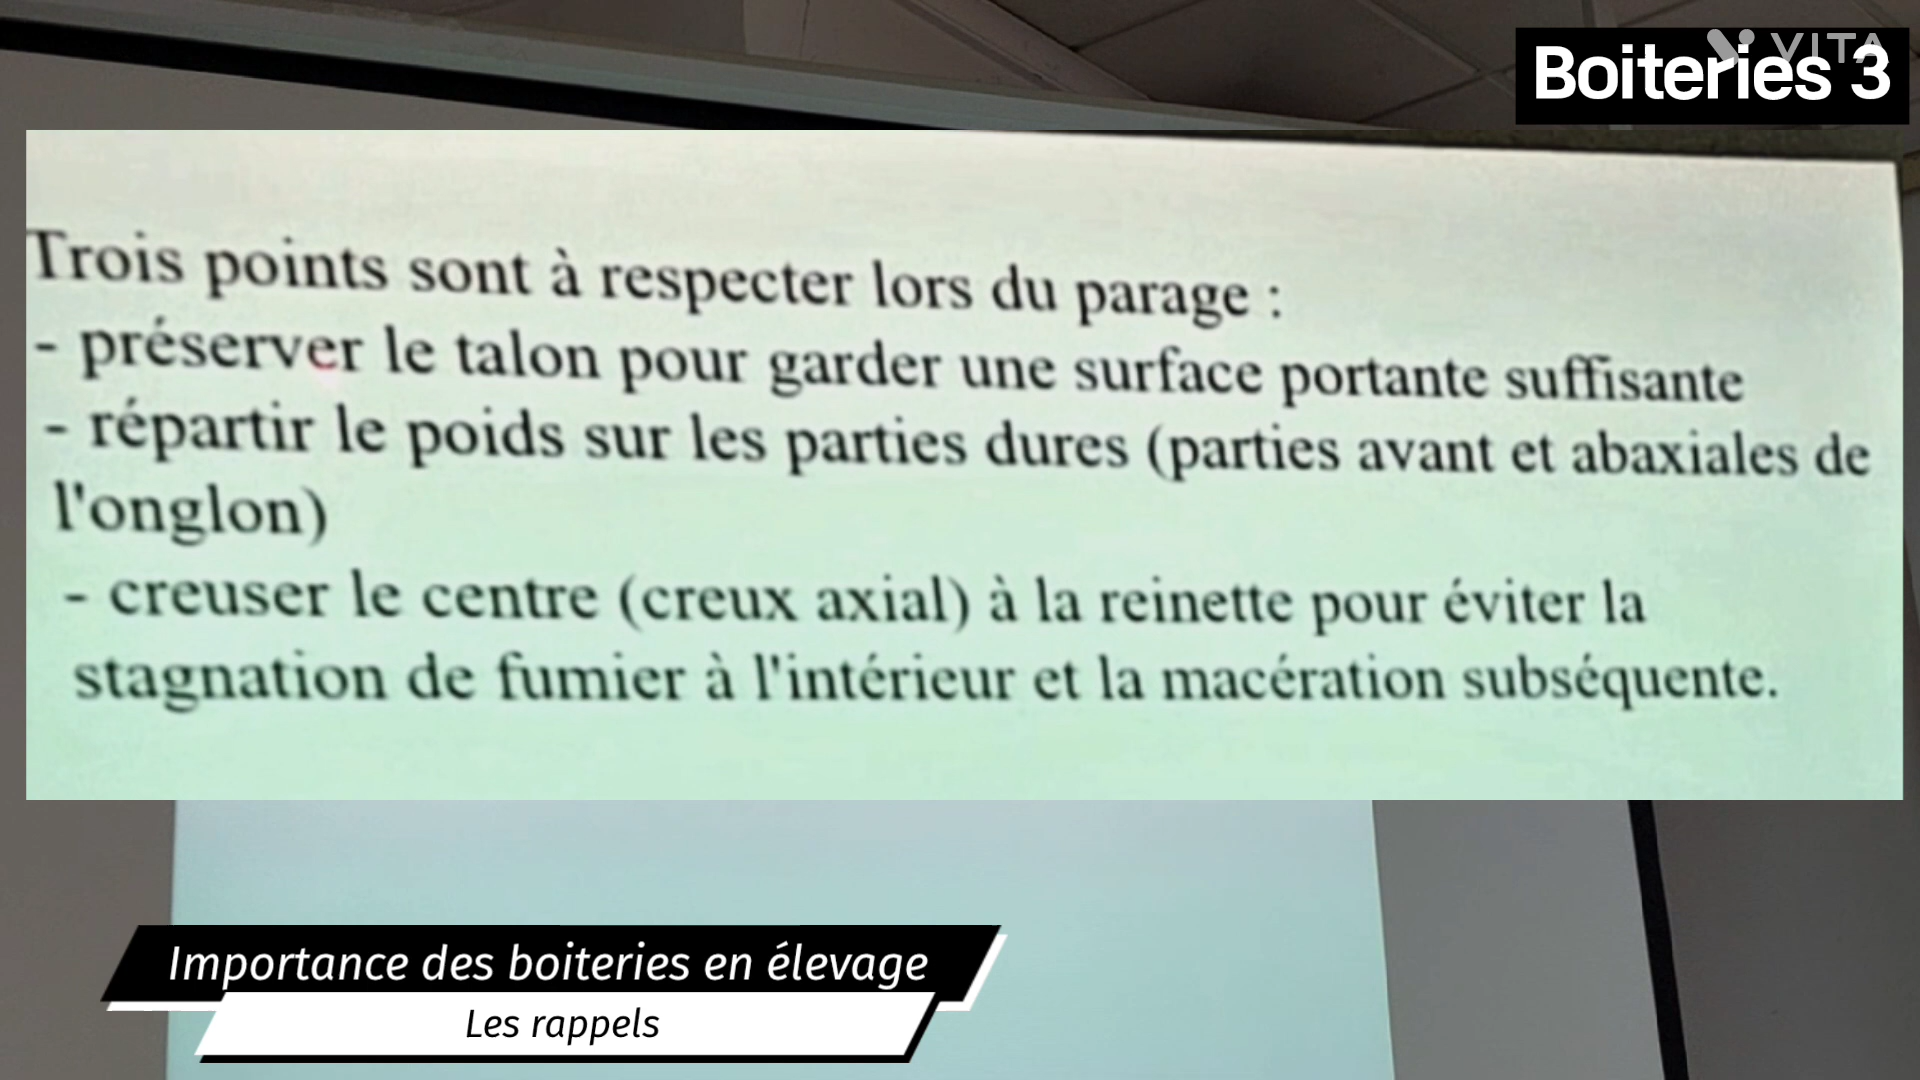 VITA
Boiteries 3
Trois points sont à respecter lors du parage :
- préserver le talon pour garder une surface portante suffisante
- répartir le poids sur les parties dures (parties avant et abaxiales de
l'onglon)
- creuser le centre (creux axial) à la reinette pour éviter la
stagnation de fumier à l'intérieur et la macération subséquente.
Importance des boiteries en élevage
Les rappels